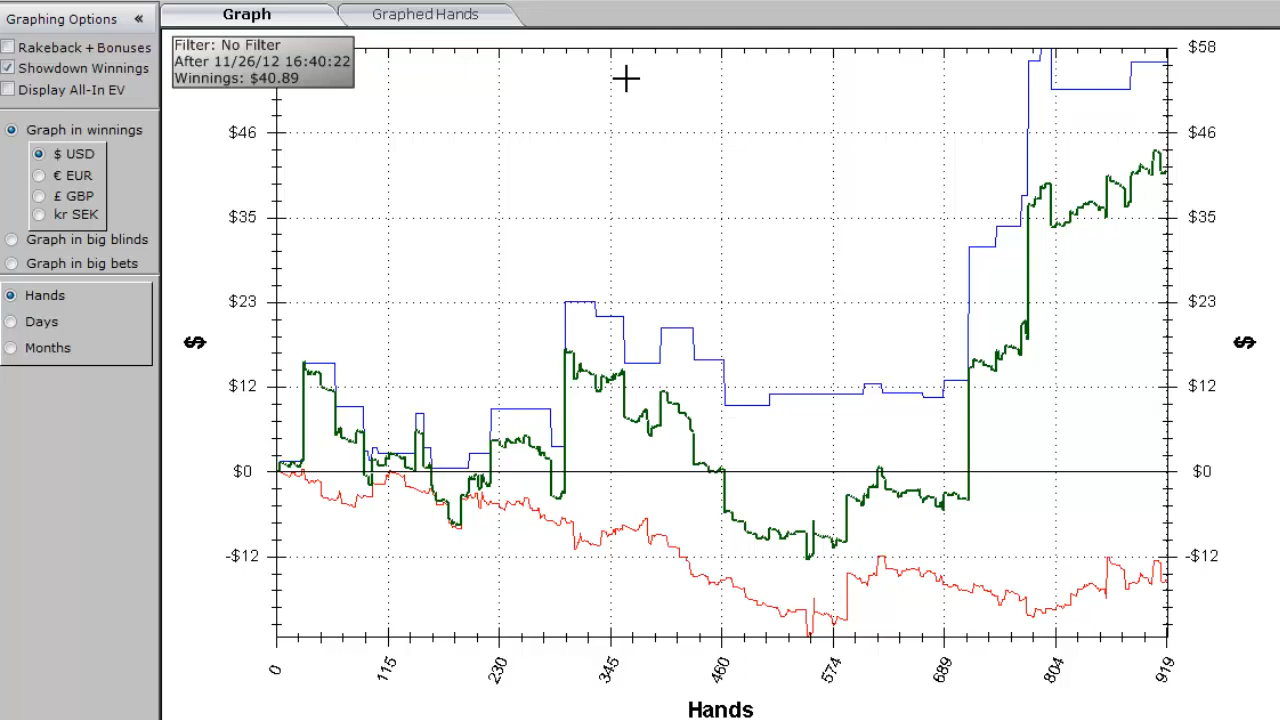 Graphing Options «
Rakeback + Bonuses
Showdown Winnings
Display All-In EV
Graph in winnings
$ USD
€ EUR
£ GBP
kr SEK
Graph in big blinds
Graph in big bets
Hands
Days
Months
Graph
Graphed Hands
Filter: No Filter
After 11/26/12 16:40:22
Winnings: $40.89
$46
$35
$23
$12
$0
-$12
$
$58
$46
$35
$23
$12
$0
-$12
$
0
115
230
345
460
574
689
804
919
Hands